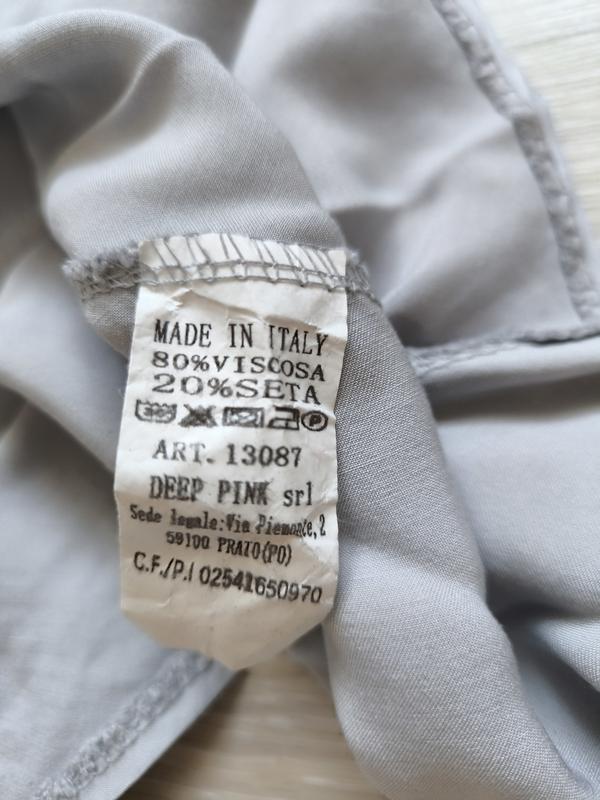 MADE IN ITALY
80%VISCOSA
20%SETA
P
ART. 13087
DEEP PINK srl
Sede legale:Via Piemonte,2
59100 PRATO(PO)
C.F./P.I 02541650970